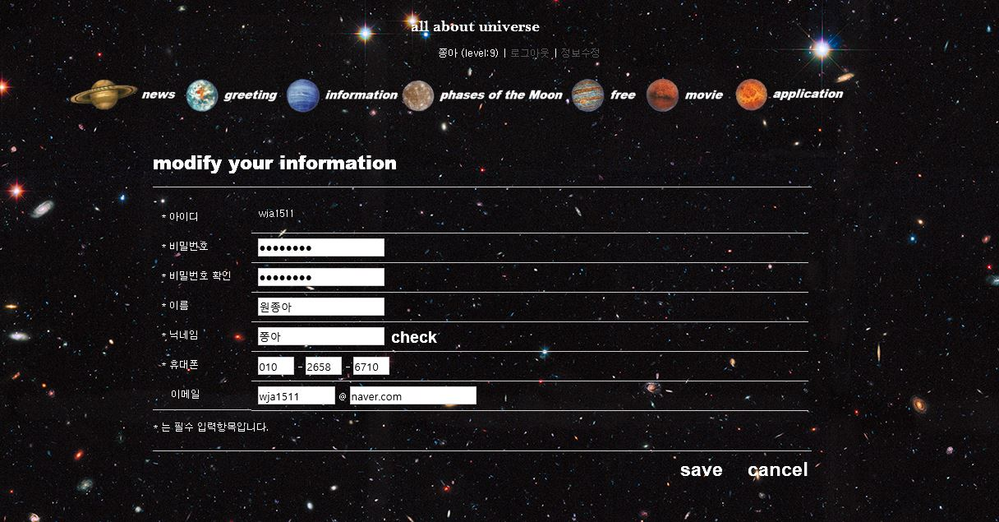 all about universe
쫑아 (level:9) | 로그아웃 | 정보수정
news greeting information phases of the Moon free movie application
modify your information
* 아이디 wja1511
* 비밀번호 ••••••••
* 비밀번호 확인 ••••••••
* 이름 원종아
* 닉네임 쫑아 check
* 휴대폰 010 - 2658 - 6710
이메일 wja1511 @ naver.com
* 는 필수 입력항목입니다.
save cancel